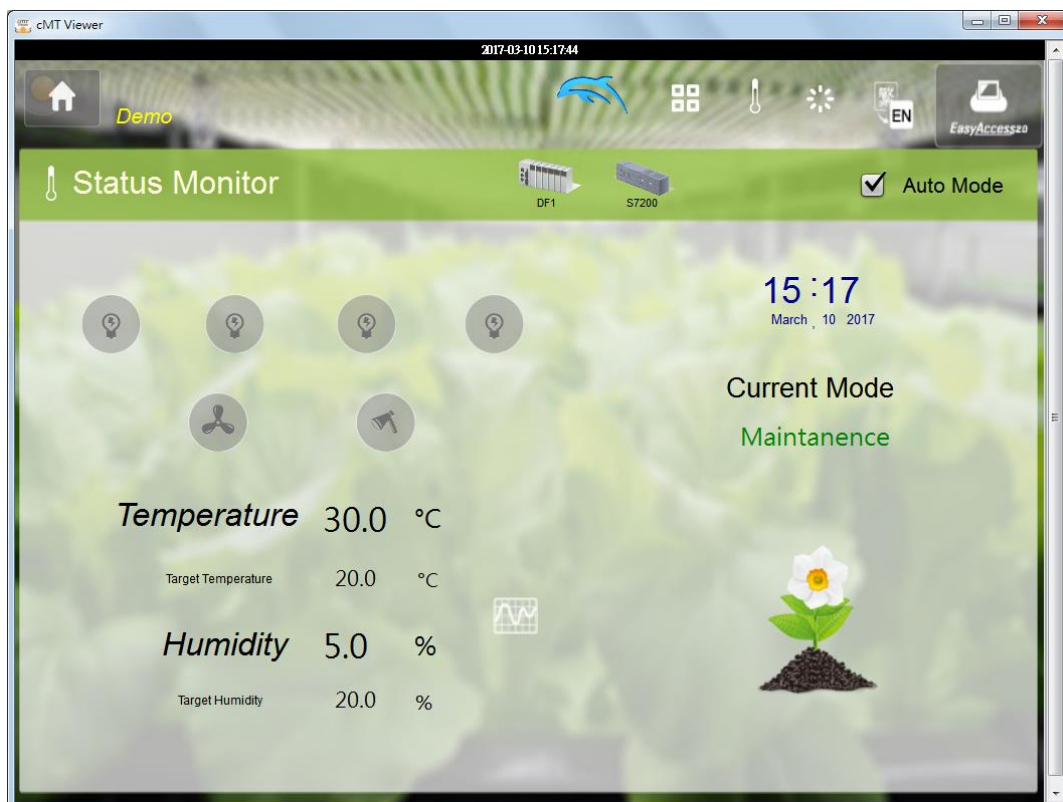 cMT Viewer
2017-03-10 15:17:44
Demo
EN
EasyAccess2.0
Status Monitor
DF1
S7200
Auto Mode
15:17
March , 10 2017
Current Mode
Maintanence
Temperature 30.0 °C
Target Temperature 20.0 °C
Humidity 5.0 %
Target Humidity 20.0 %